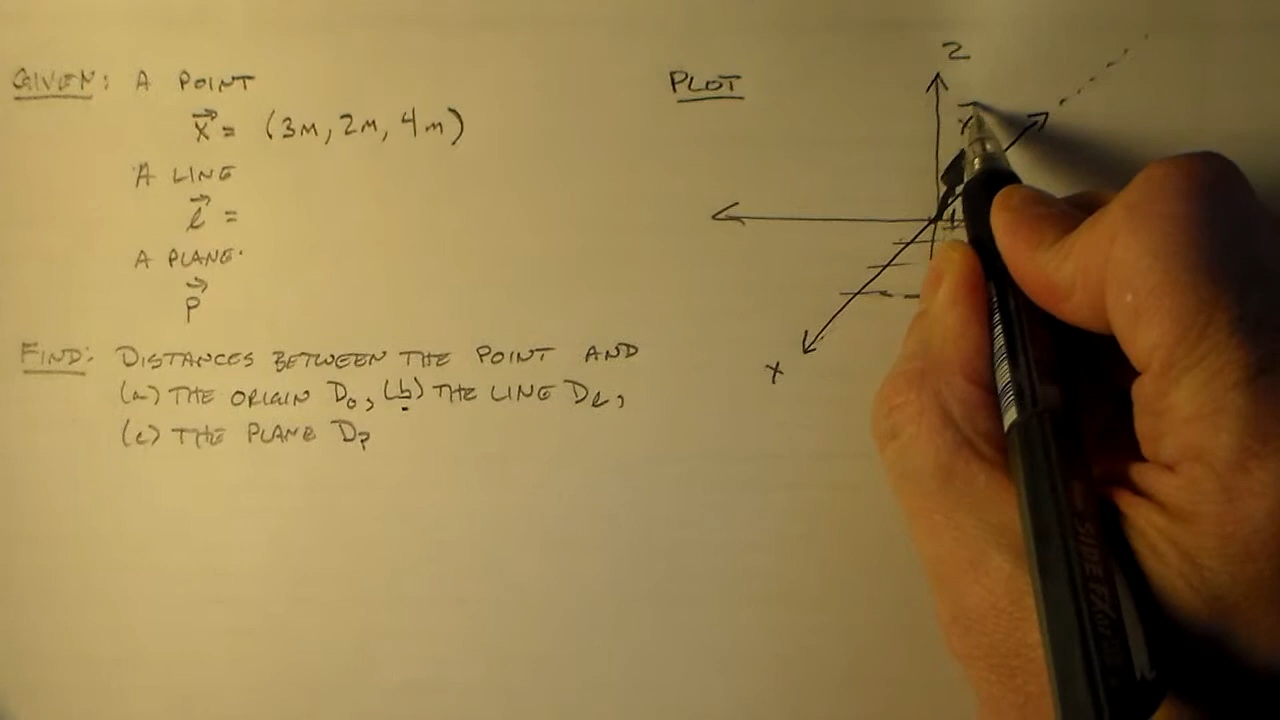 GIVEN: A POINT
x = (3m, 2m, 4m)
A LINE
l =
A PLANE
P
FIND: DISTANCES BETWEEN THE POINT AND
(a) THE ORIGIN Do, (b) THE LINE Dl,
(c) THE PLANE Dp
PLOT
z
x
x